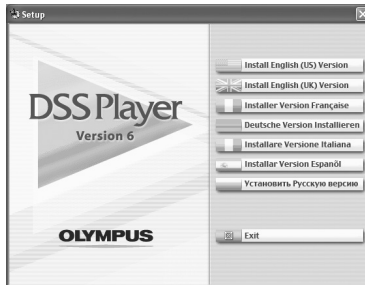 Setup
DSS Player
Version 6
OLYMPUS
Install English (US) Version
Install English (UK) Version
Installer Version Française
Deutsche Version Installieren
Installare Versione Italiana
Installar Version Espanõl
Установить Русскую версию
Exit